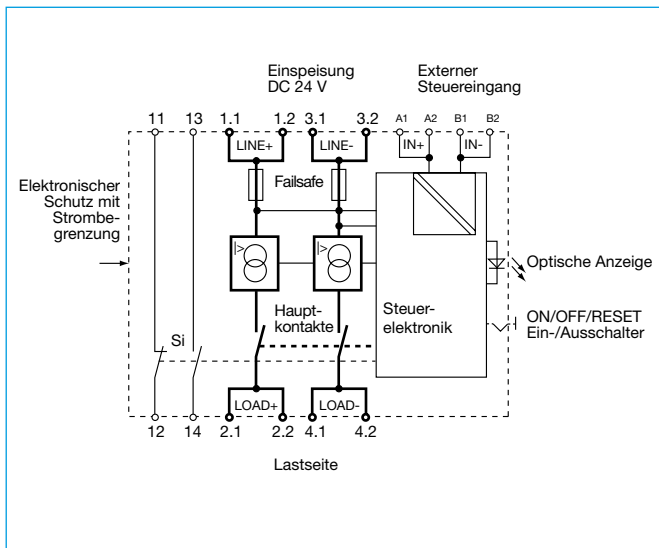 Einspeisung
DC 24 V
Externer
Steuereingang
11 13 1.1 1.2 3.1 3.2 A1 A2 B1 B2
LINE+ LINE- IN+ IN-
Failsafe
Elektronischer
Schutz mit
Strombe-
grenzung
I> I>
Optische Anzeige
Haupt-
kontakte
Steuer-
elektronik
ON/OFF/RESET
Ein-/Ausschalter
Si
LOAD+ LOAD-
12 14 2.1 2.2 4.1 4.2
Lastseite